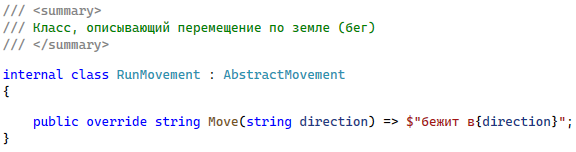 /// <summary>
/// Класс, описывающий перемещение по земле (бег)
/// </summary>
internal class RunMovement : AbstractMovement
{
    public override string Move(string direction) => $"бежит в{direction}";
}